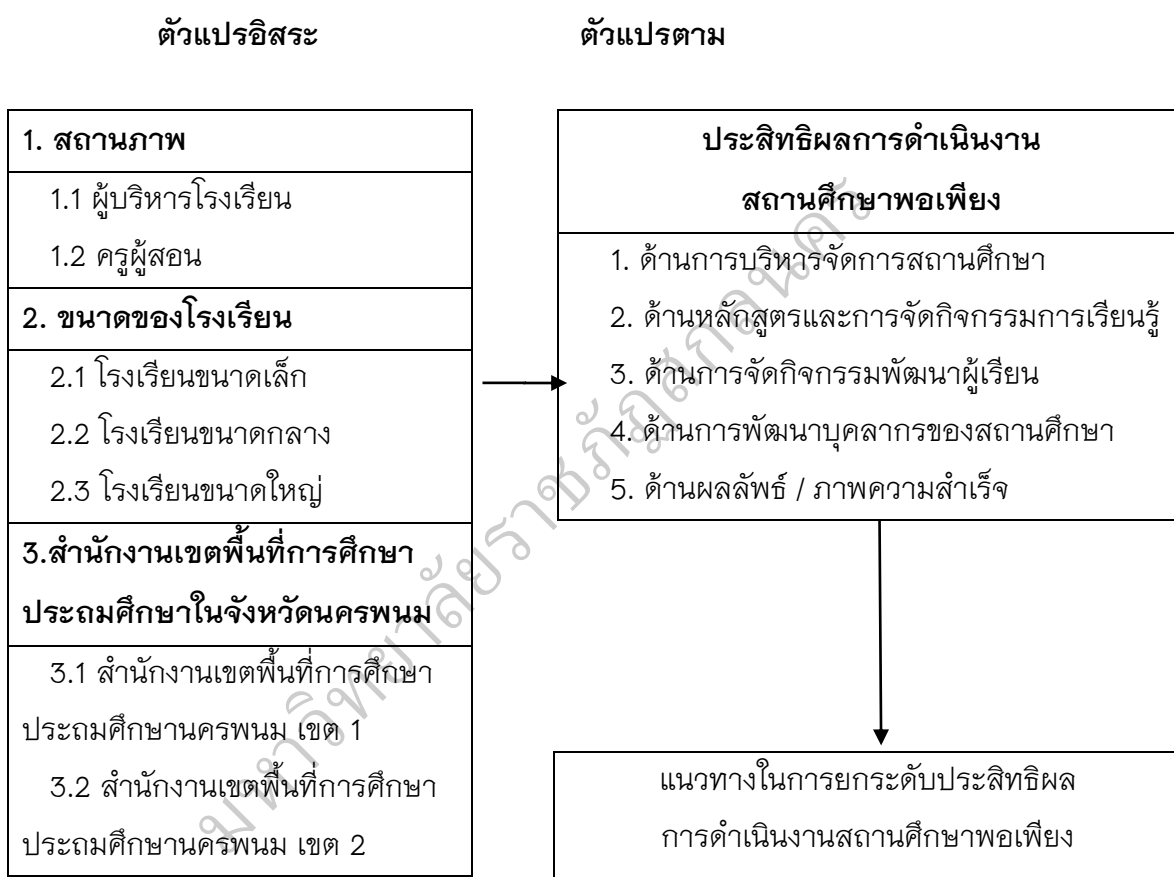 ตัวแปรอิสระ
ตัวแปรตาม
1. สถานภาพ
1.1 ผู้บริหารโรงเรียน
1.2 ครูผู้สอน
2. ขนาดของโรงเรียน
2.1 โรงเรียนขนาดเล็ก
2.2 โรงเรียนขนาดกลาง
2.3 โรงเรียนขนาดใหญ่
3.สำนักงานเขตพื้นที่การศึกษา
ประถมศึกษาในจังหวัดนครพนม
3.1 สำนักงานเขตพื้นที่การศึกษา
ประถมศึกษานครพนม เขต 1
3.2 สำนักงานเขตพื้นที่การศึกษา
ประถมศึกษานครพนม เขต 2
ประสิทธิผลการดำเนินงาน
สถานศึกษาพอเพียง
1. ด้านการบริหารจัดการสถานศึกษา
2. ด้านหลักสูตรและการจัดกิจกรรมการเรียนรู้
3. ด้านการจัดกิจกรรมพัฒนาผู้เรียน
4. ด้านการพัฒนาบุคลากรของสถานศึกษา
5. ด้านผลลัพธ์ / ภาพความสำเร็จ
แนวทางในการยกระดับประสิทธิผล
การดำเนินงานสถานศึกษาพอเพียง
มหาวิทยาลัยราชภัฏสกลนคร